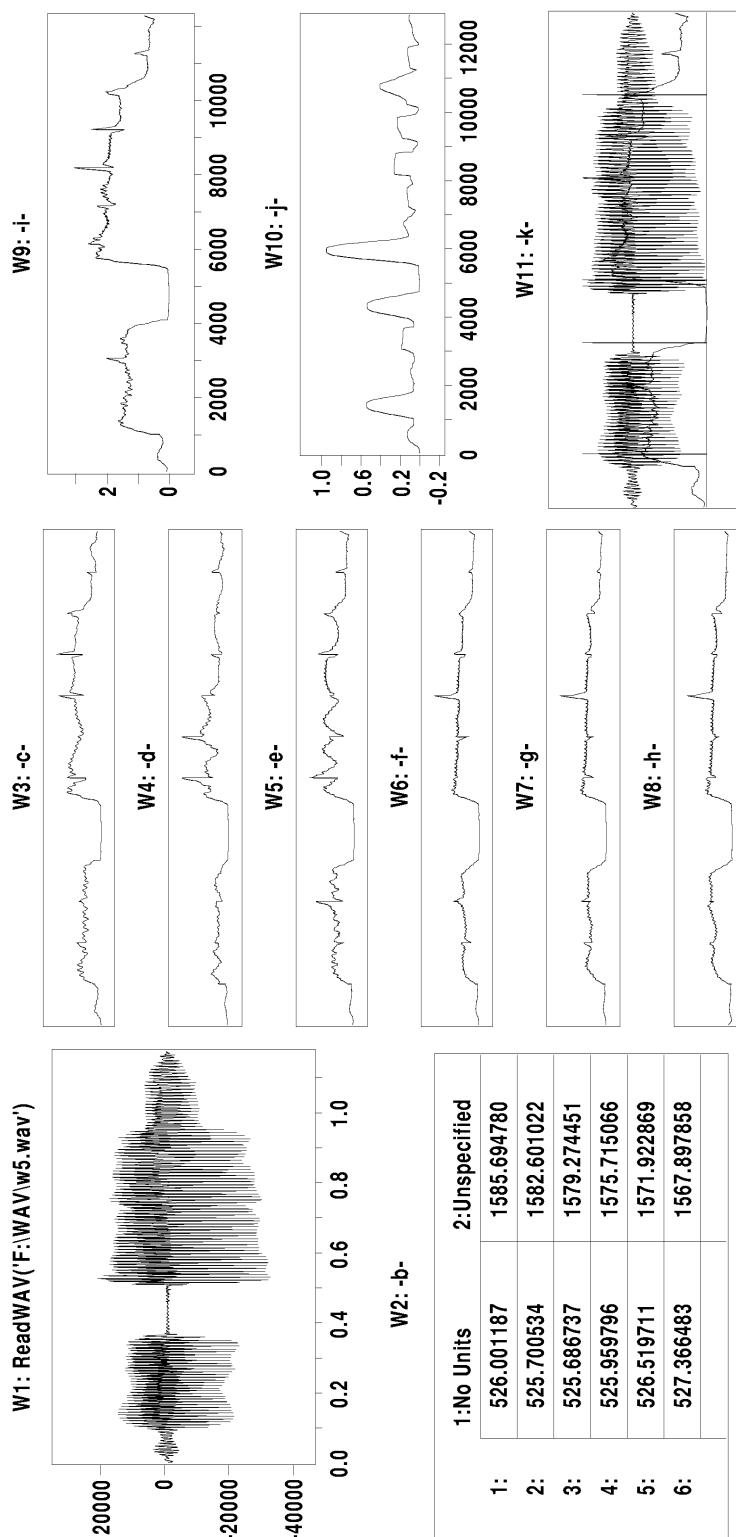 W1: ReadWAV('F:\WAV\w5.wav')
20000
0
-20000
-40000
0.0 0.2 0.4 0.6 0.8 1.0
W2: -b-
1:No Units 2:Unspecified
1: 526.001187 1585.694780
2: 525.700534 1582.601022
3: 525.686737 1579.274451
4: 525.959796 1575.715066
5: 526.519711 1571.922869
6: 527.366483 1567.897858
W3: -c-
W4: -d-
W5: -e-
W6: -f-
W7: -g-
W8: -h-
W9: -i-
2
0
0 2000 4000 6000 8000 10000
W10: -j-
1.0
0.6
0.2
-0.2
0 2000 4000 6000 8000 10000 12000
W11: -k-